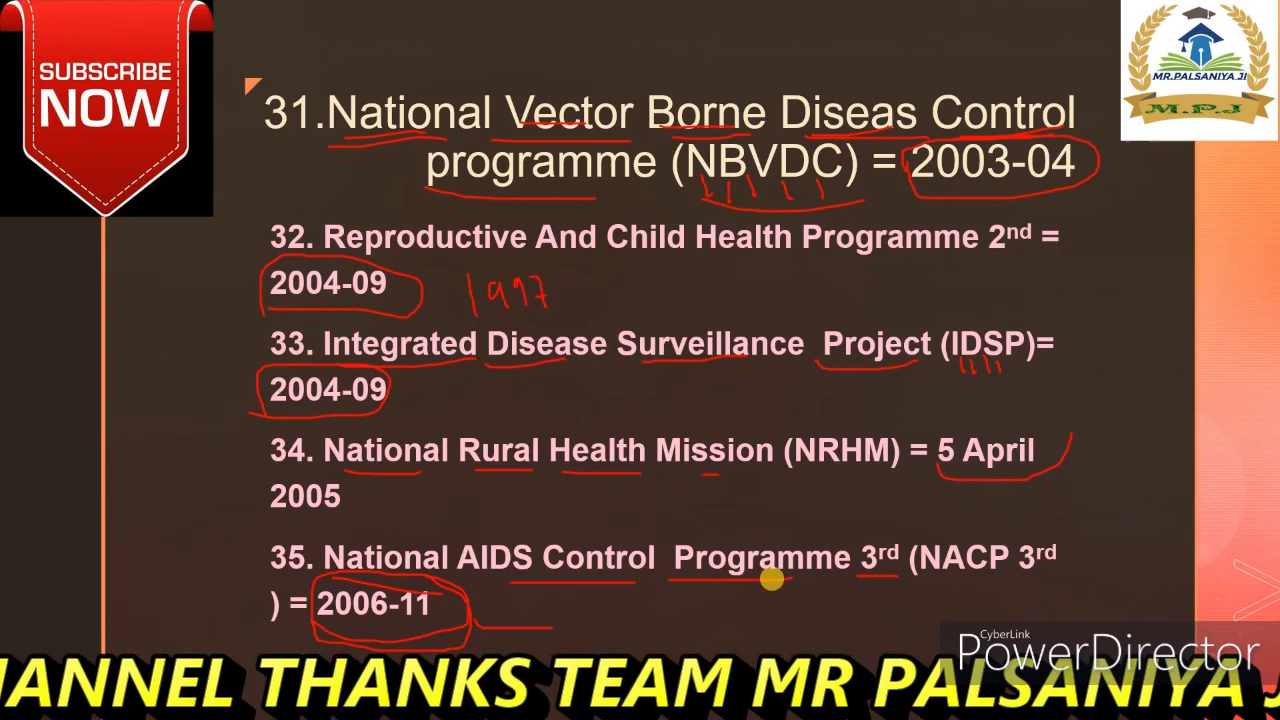 SUBSCRIBE
NOW
MR.PALSANIYA.JI
M.P.J
31.National Vector Borne Diseas Control
programme (NBVDC) = 2003-04
32. Reproductive And Child Health Programme 2nd =
2004-09 1997
33. Integrated Disease Surveillance Project (IDSP)=
2004-09
34. National Rural Health Mission (NRHM) = 5 April
2005
35. National AIDS Control Programme 3rd (NACP 3rd
) = 2006-11
CyberLink
PowerDirector
HANNEL THANKS TEAM MR PALSANIYA J